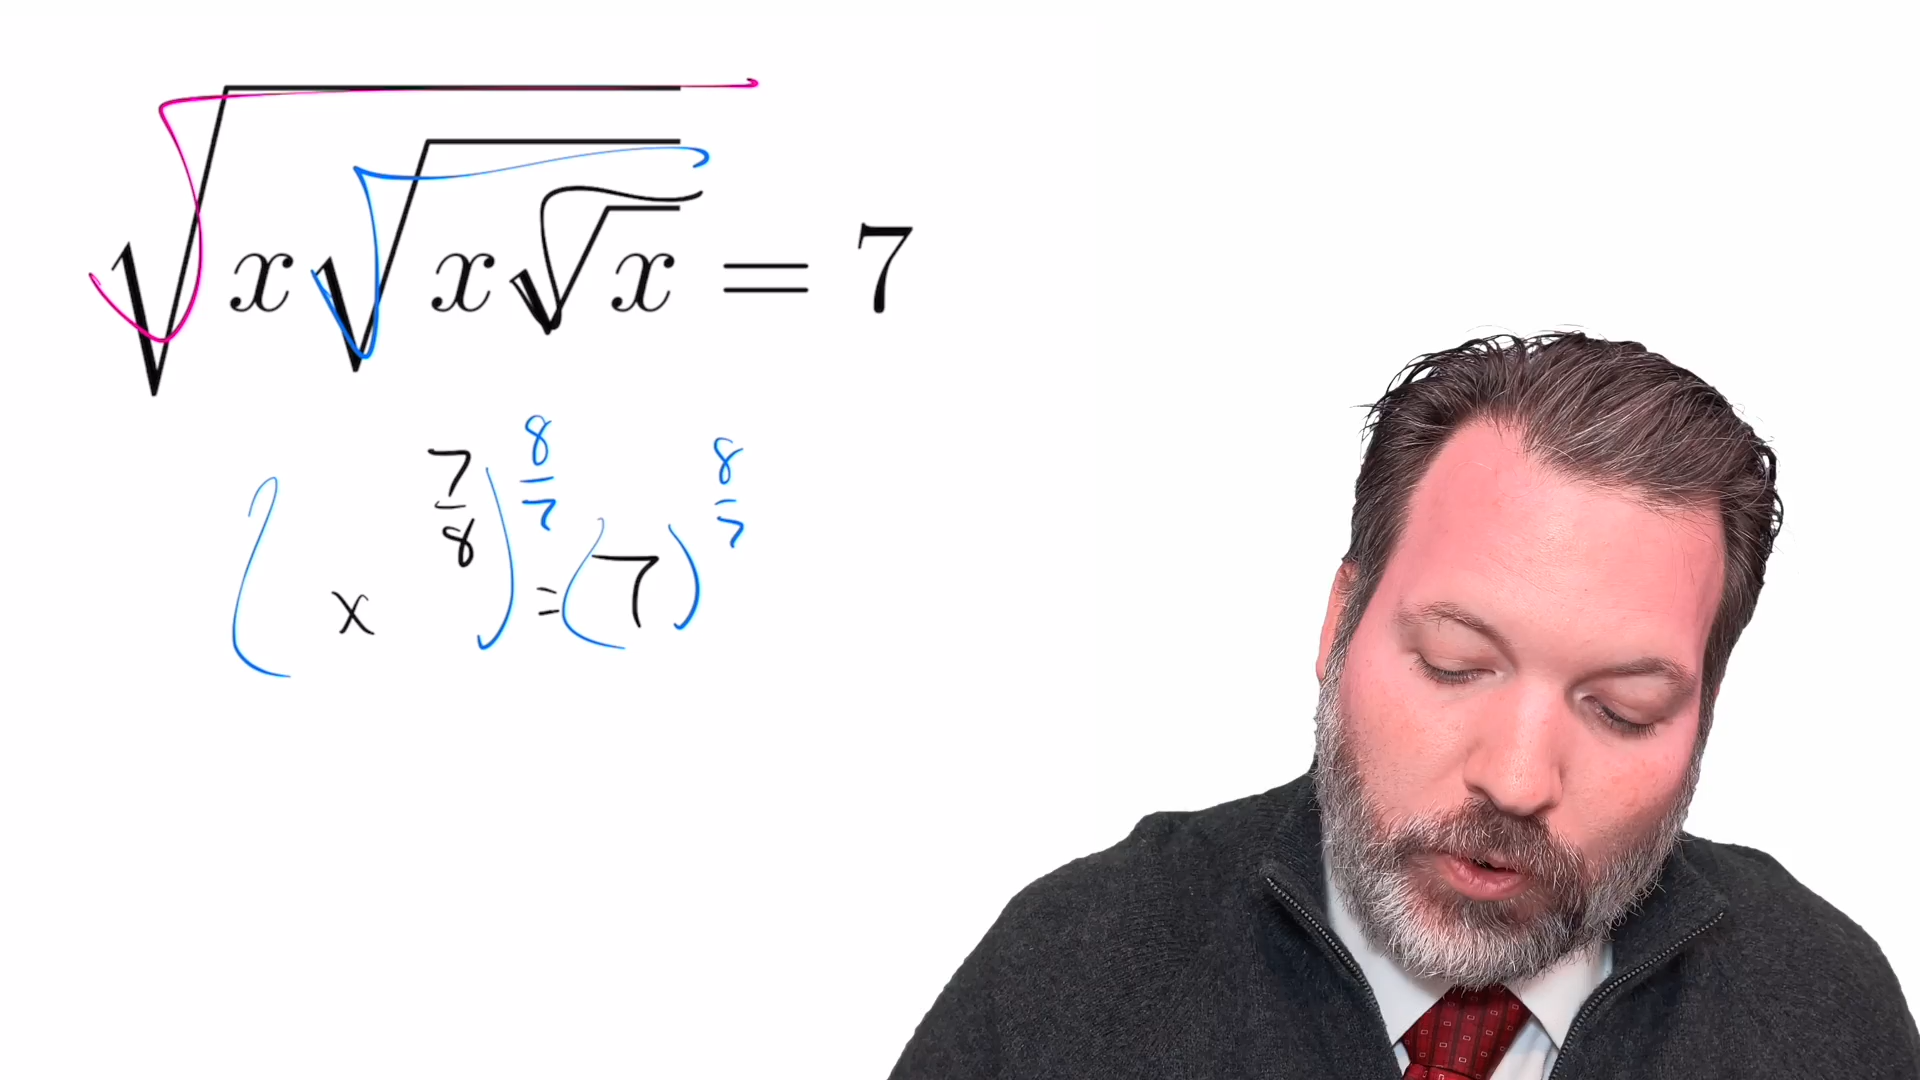 √(x√(x√x)) = 7
(x^(7/8))^(8/7) = (7)^(8/7)